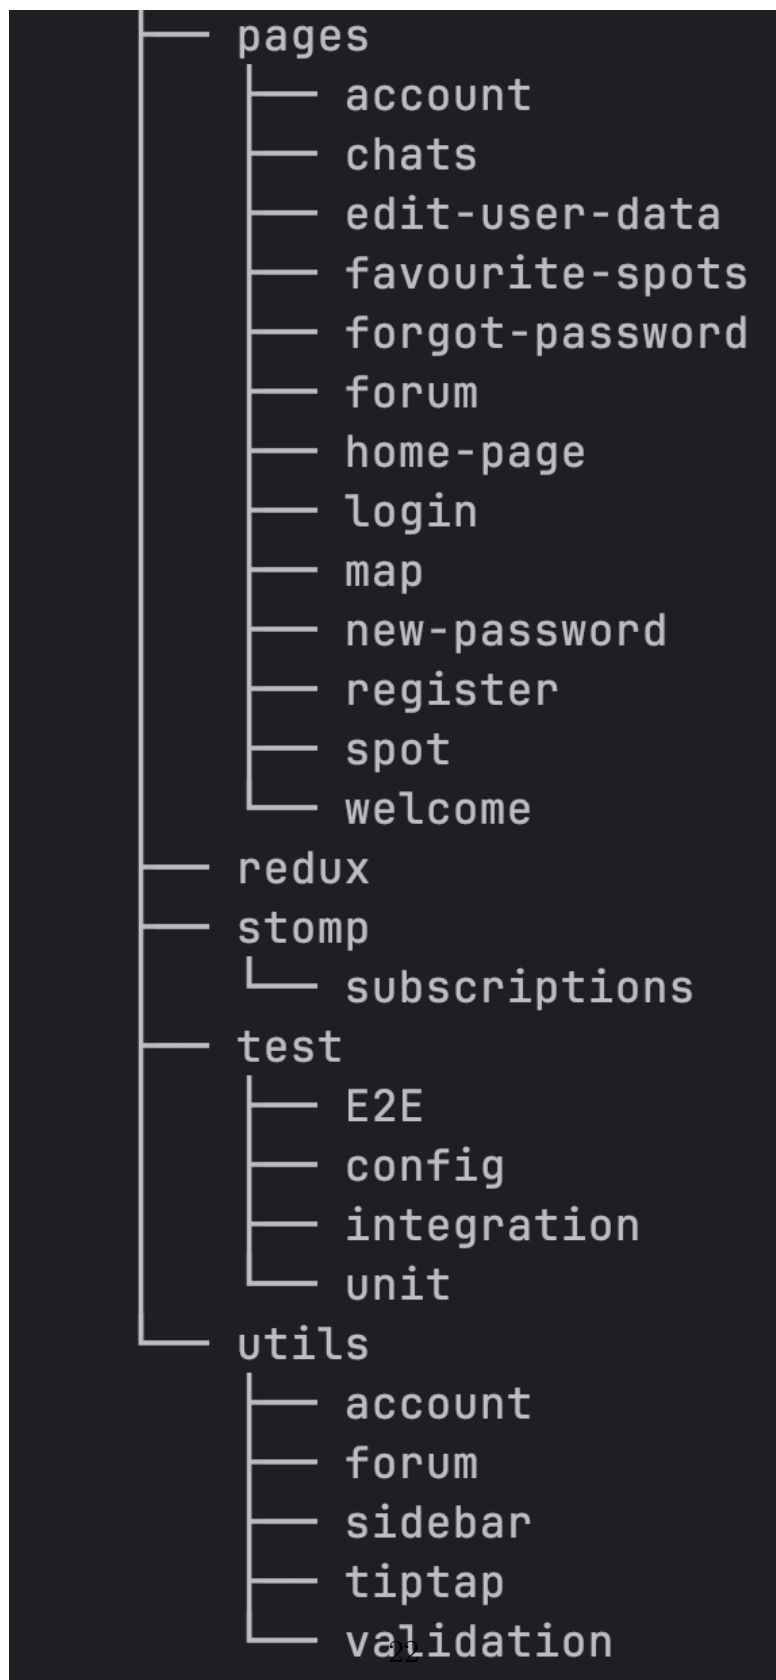 pages
account
chats
edit-user-data
favourite-spots
forgot-password
forum
home-page
login
map
new-password
register
spot
welcome
redux
stomp
subscriptions
test
E2E
config
integration
unit
utils
account
forum
sidebar
tiptap
validation
22